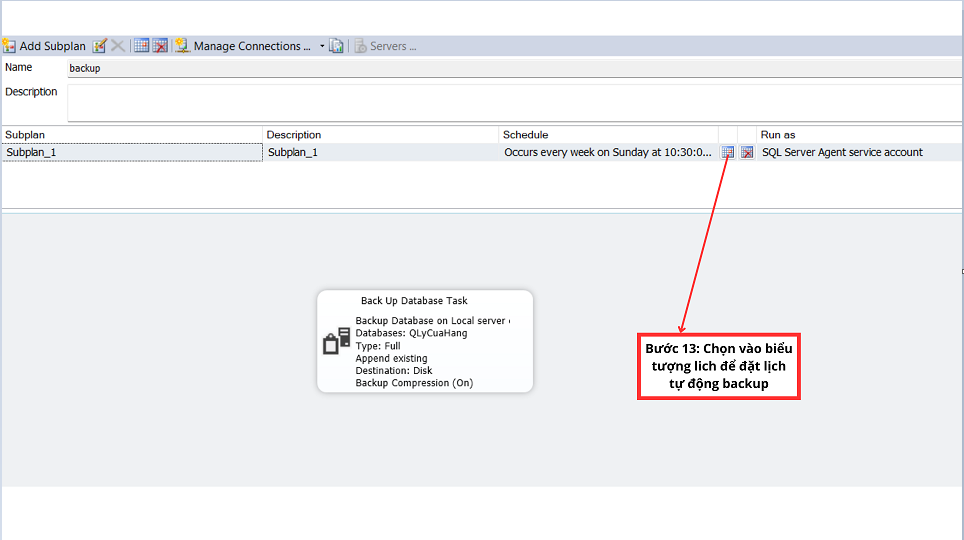 Add Subplan Manage Connections ... Servers ...
Name backup
Description
Subplan Description Schedule Run as
Subplan_1 Subplan_1 Occurs every week on Sunday at 10:30:0... SQL Server Agent service account
Back Up Database Task
Backup Database on Local server
Databases: QLyCuaHang
Type: Full
Append existing
Destination: Disk
Backup Compression (On)
Bước 13: Chọn vào biểu
tượng lich để đặt lịch
tự động backup